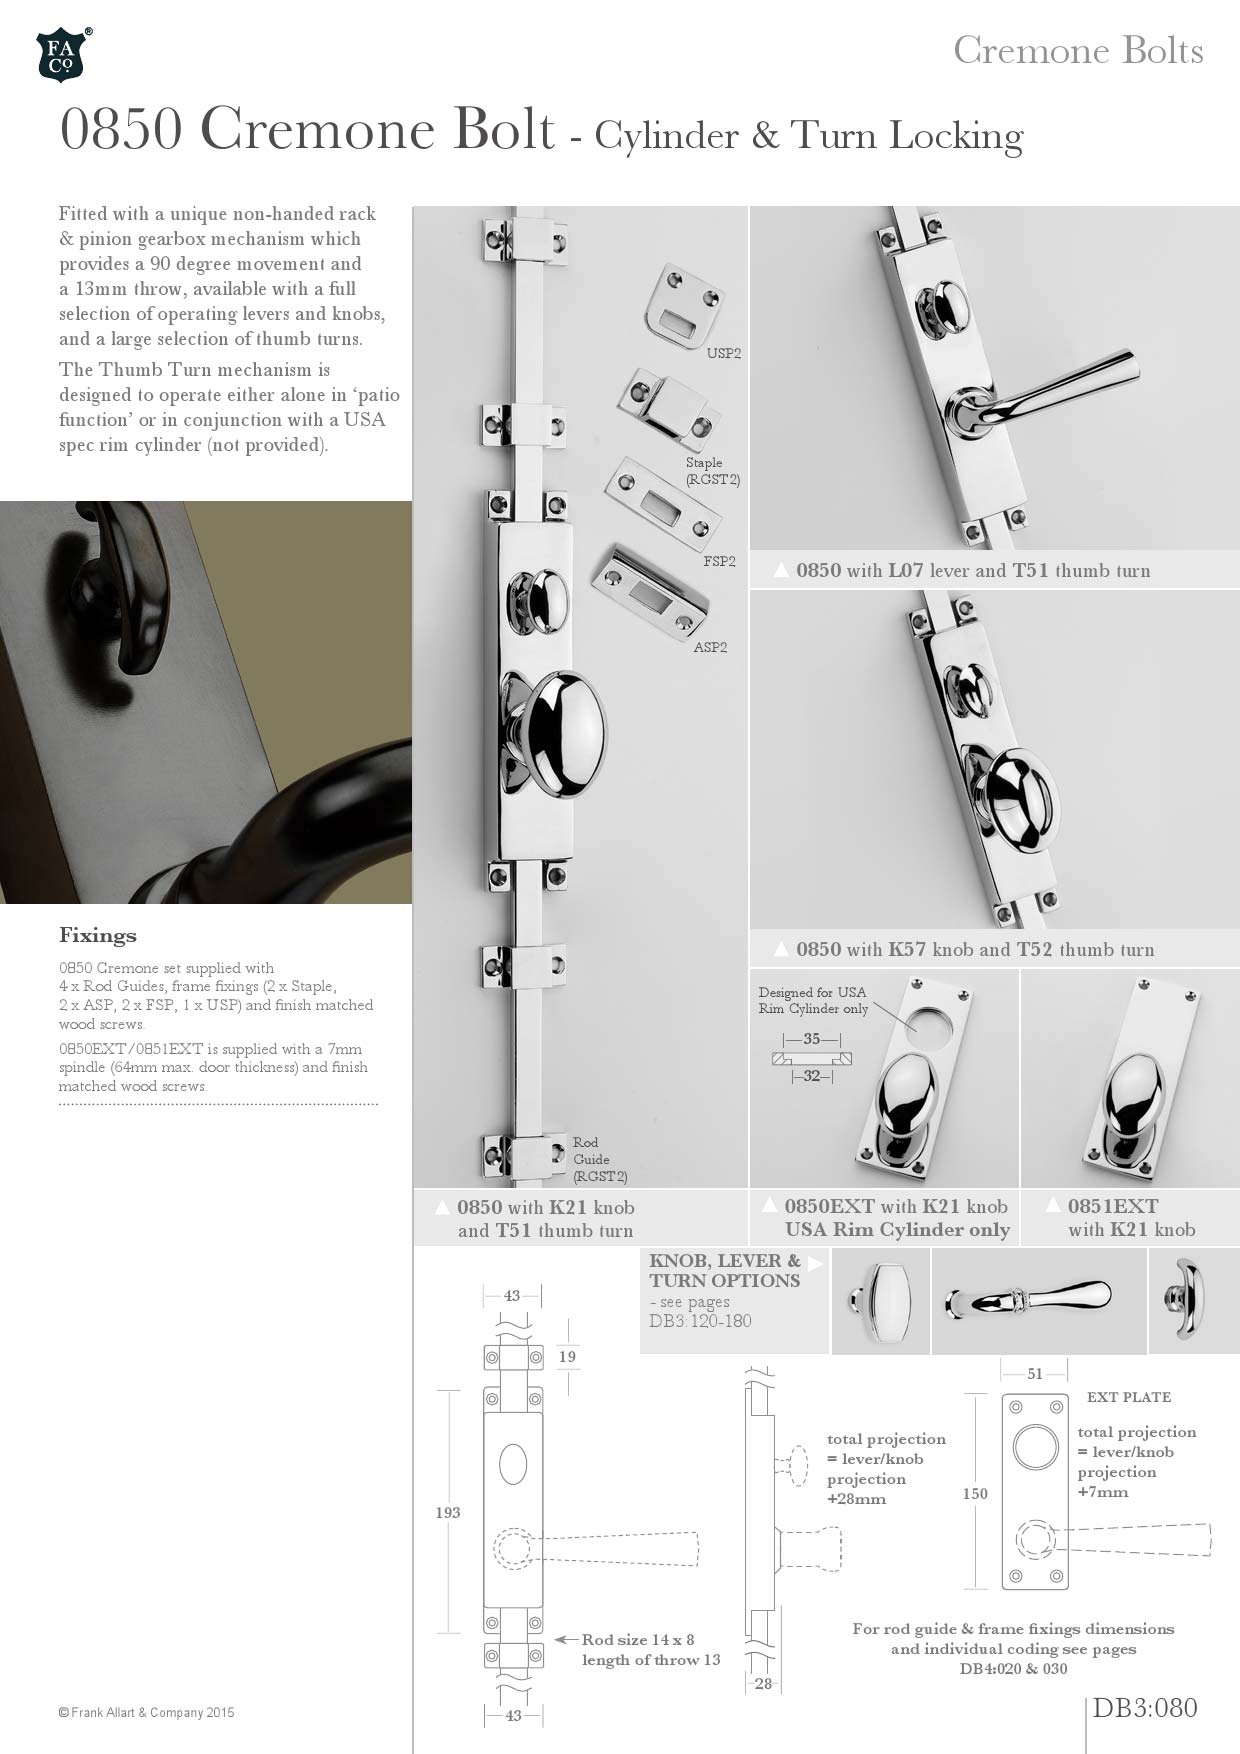 FA
Co.
®
Cremone Bolts
0850 Cremone Bolt - Cylinder & Turn Locking
Fitted with a unique non-handed rack
& pinion gearbox mechanism which
provides a 90 degree movement and
a 13mm throw, available with a full
selection of operating levers and knobs,
and a large selection of thumb turns.
The Thumb Turn mechanism is
designed to operate either alone in ‘patio
function’ or in conjunction with a USA
spec rim cylinder (not provided).
Fixings
0850 Cremone set supplied with
4 x Rod Guides, frame fixings (2 x Staple,
2 x ASP, 2 x FSP, 1 x USP) and finish matched
wood screws.
0850EXT/0851EXT is supplied with a 7mm
spindle (64mm max. door thickness) and finish
matched wood screws.
USP2
Staple
(RGST2)
FSP2
ASP2
Rod
Guide
(RGST2)
0850 with K21 knob
and T51 thumb turn
0850 with L07 lever and T51 thumb turn
0850 with K57 knob and T52 thumb turn
Designed for USA
Rim Cylinder only
35
32
0850EXT with K21 knob
USA Rim Cylinder only
0851EXT
with K21 knob
KNOB, LEVER &
TURN OPTIONS
- see pages
DB3:120-180
43
19
193
Rod size 14 x 8
length of throw 13
43
total projection
= lever/knob
projection
+28mm
28
51
EXT PLATE
150
total projection
= lever/knob
projection
+7mm
For rod guide & frame fixings dimensions
and individual coding see pages
DB4:020 & 030
© Frank Allart & Company 2015
DB3:080